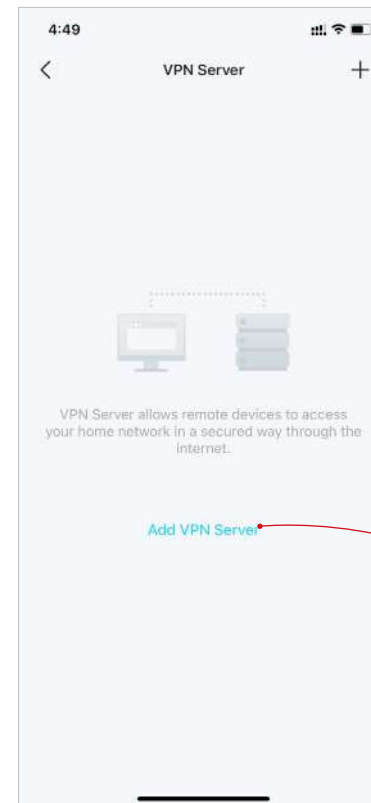 4:49
VPN Server
VPN Server allows remote devices to access
your home network in a secured way through the
internet.
Add VPN Server